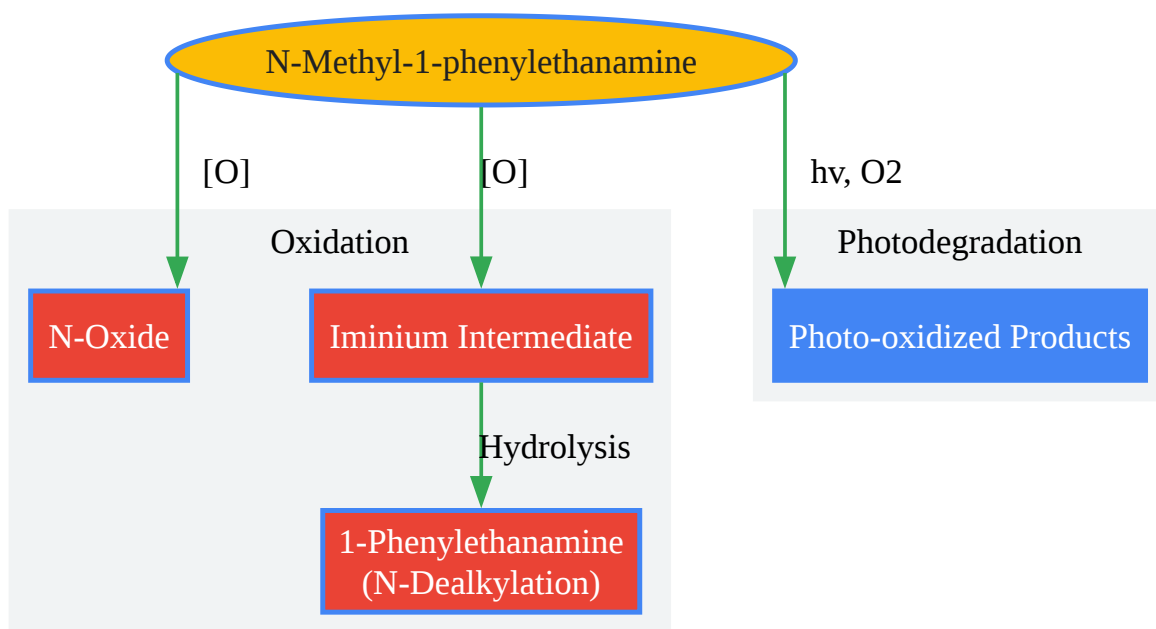 N-Methyl-1-phenylethanamine
[O]
[O]
hv, O2
Oxidation
Photodegradation
N-Oxide
Iminium Intermediate
Photo-oxidized Products
Hydrolysis
1-Phenylethanamine
(N-Dealkylation)